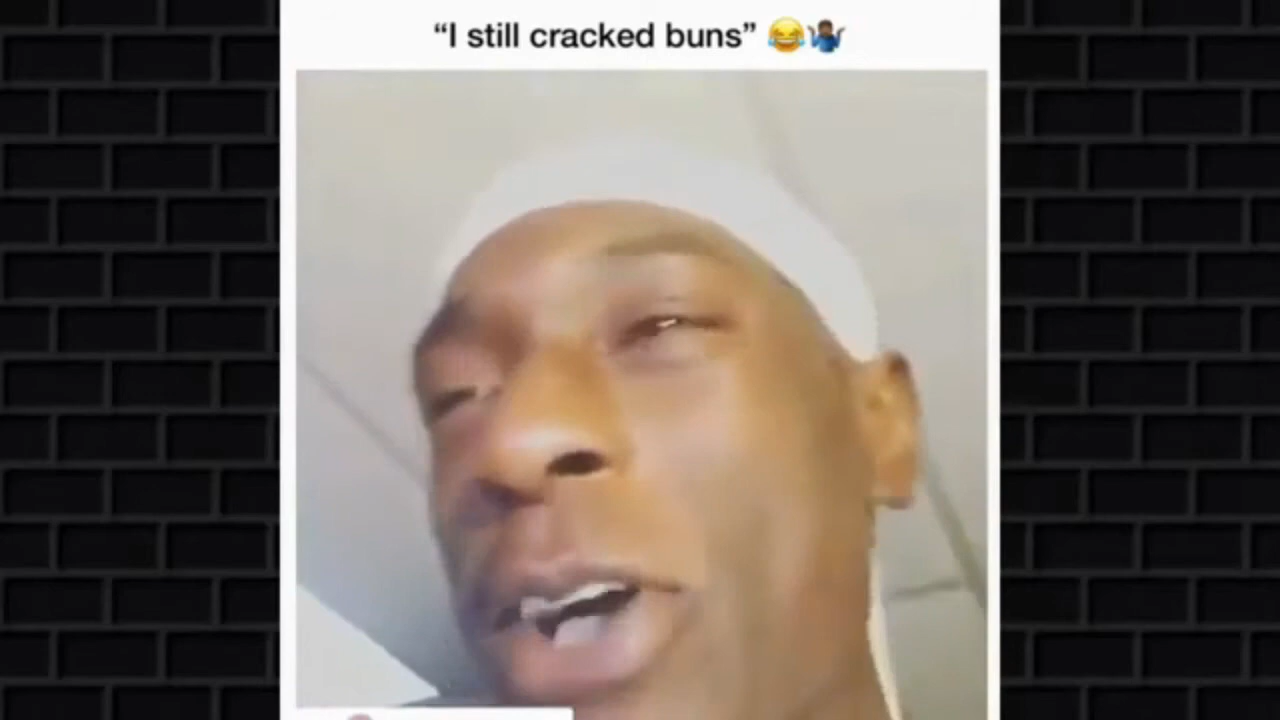 “I still cracked buns” 😂🤷🏾‍♂️